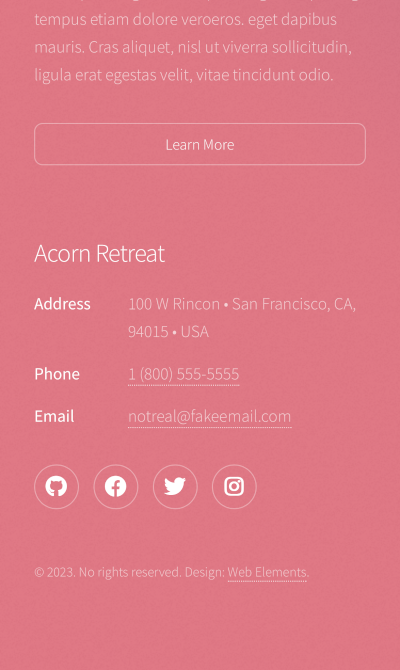 tempus etiam dolore veroeros. eget dapibus
mauris. Cras aliquet, nisl ut viverra sollicitudin,
ligula erat egestas velit, vitae tincidunt odio.
Learn More
Acorn Retreat
Address 100 W Rincon • San Francisco, CA,
94015 • USA
Phone 1 (800) 555-5555
Email notreal@fakeemail.com
© 2023. No rights reserved. Design: Web Elements.